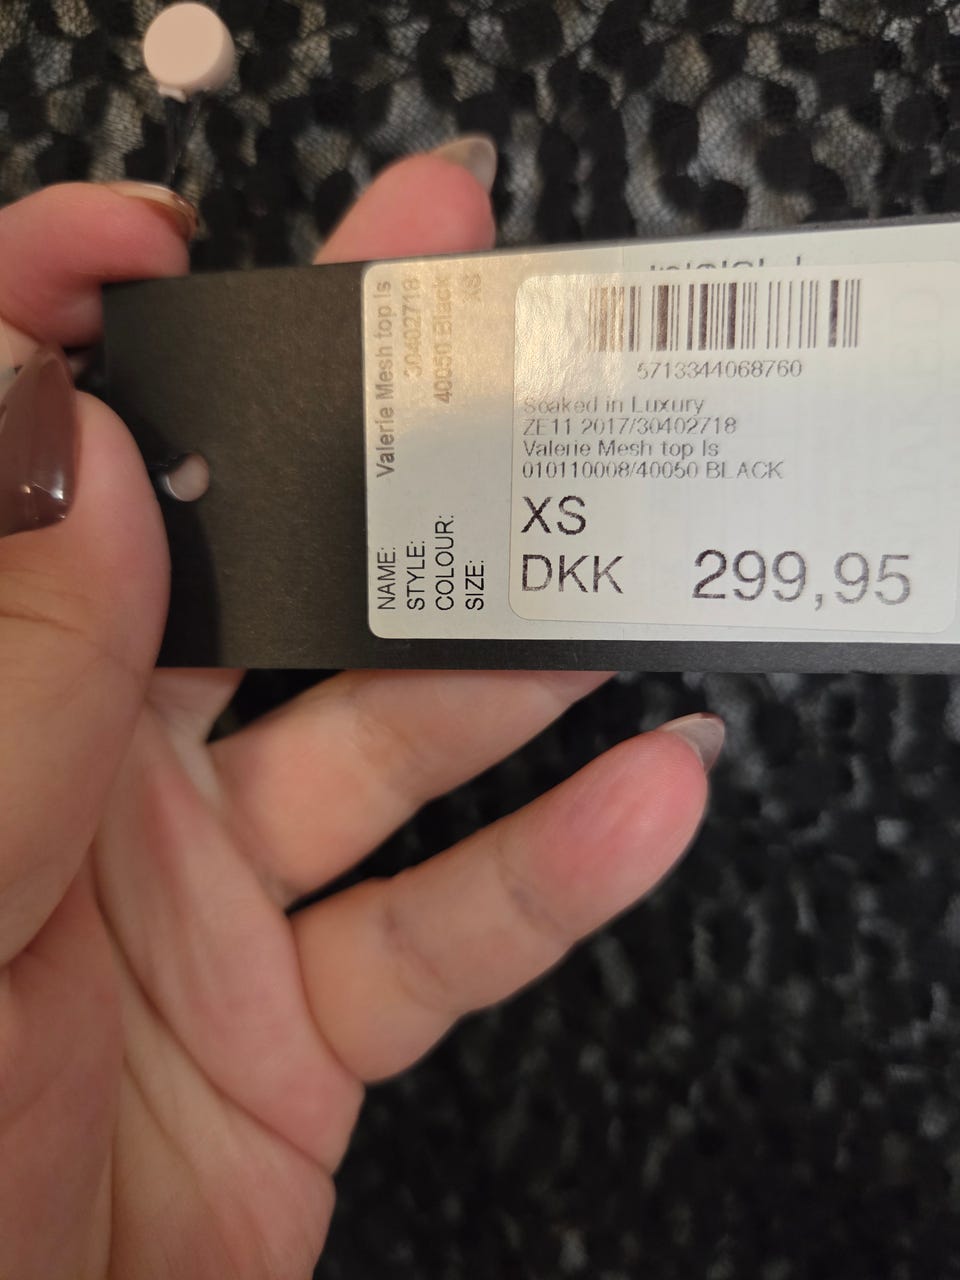 NAME: Valerie Mesh top ls
STYLE: 30402718
COLOUR: 40050 Black
SIZE: XS
5713344068760
Soaked in Luxury
ZE11 2017/30402718
Valerie Mesh top ls
010110008/40050 BLACK
XS
DKK 299,95